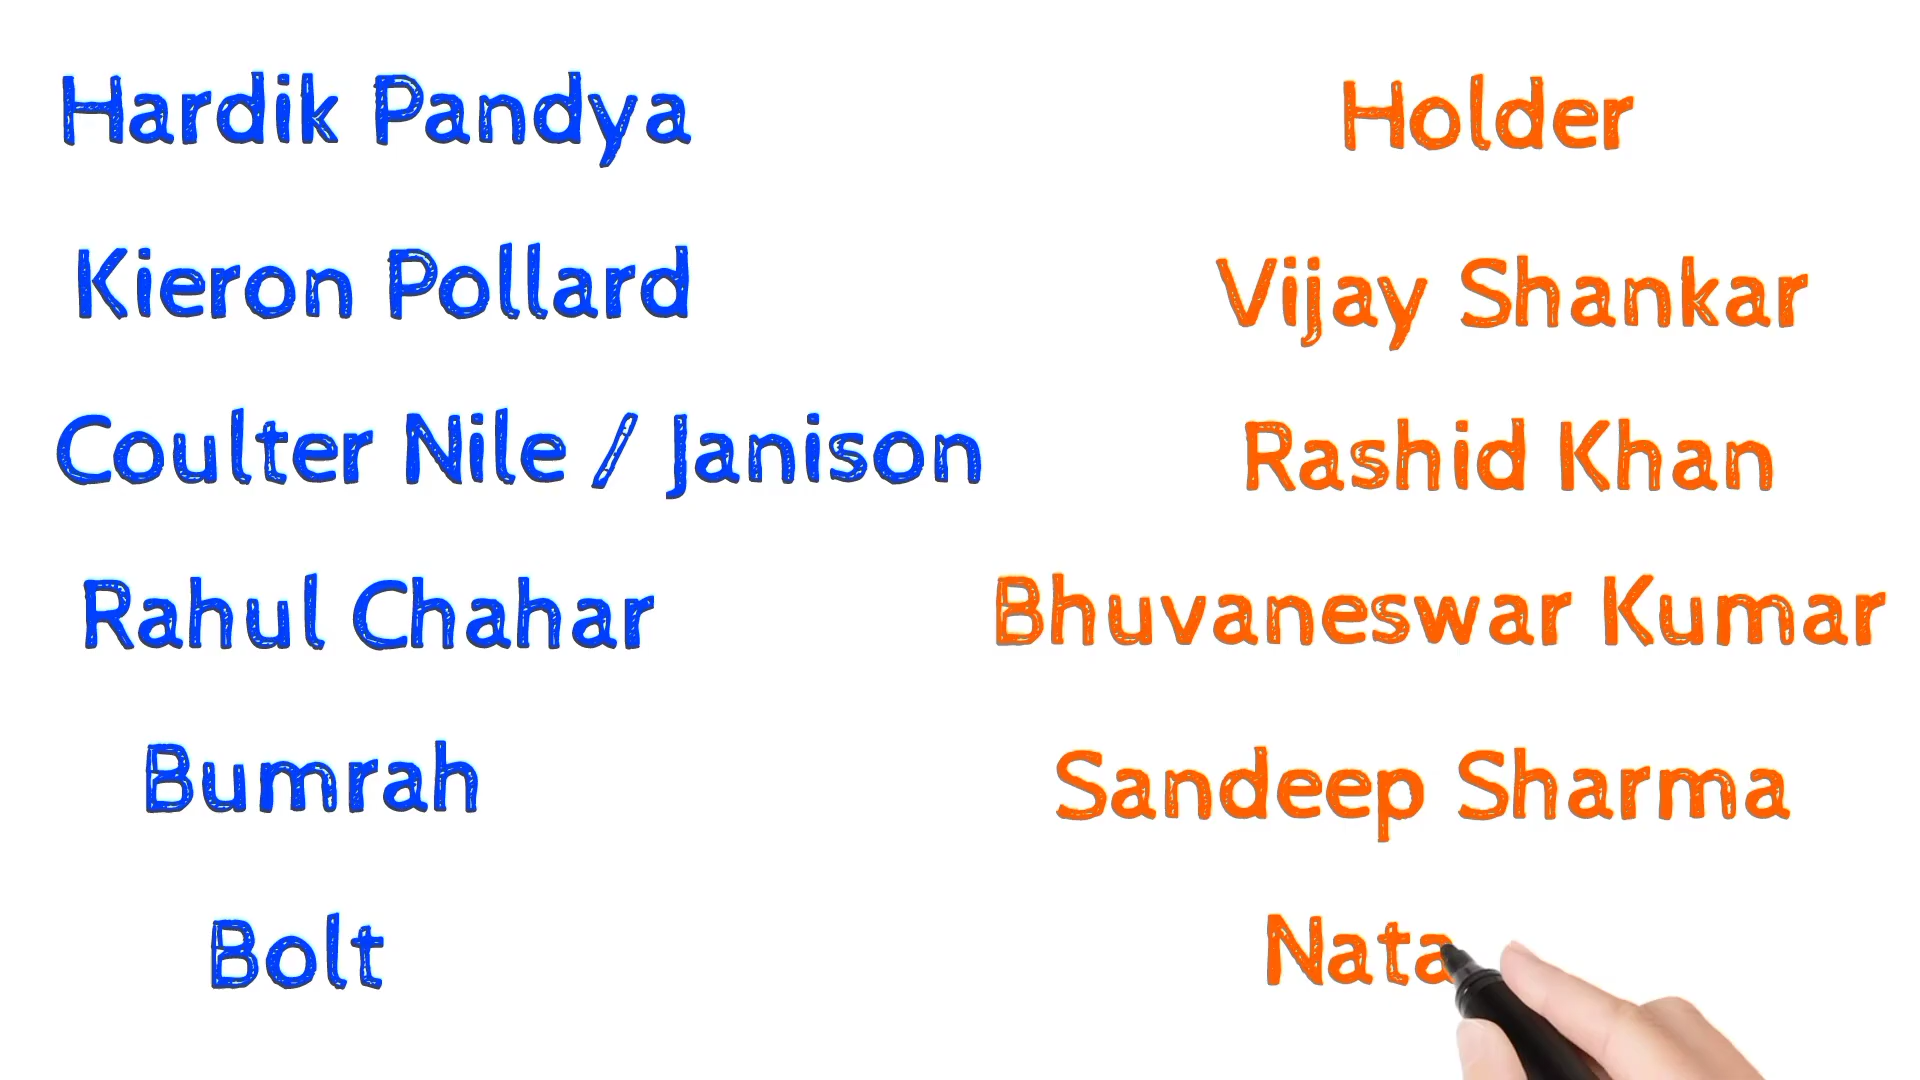 Hardik Pandya
Holder
Kieron Pollard
Vijay Shankar
Coulter Nile / Janison
Rashid Khan
Rahul Chahar
Bhuvaneswar Kumar
Bumrah
Sandeep Sharma
Bolt
Nata